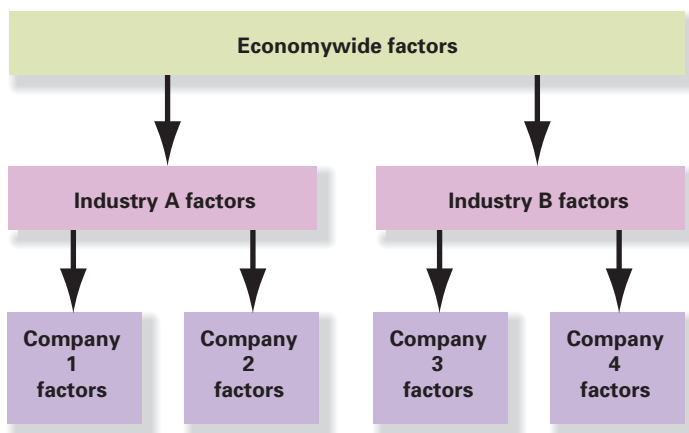 Economywide factors
Industry A factors
Industry B factors
Company
1
factors
Company
2
factors
Company
3
factors
Company
4
factors